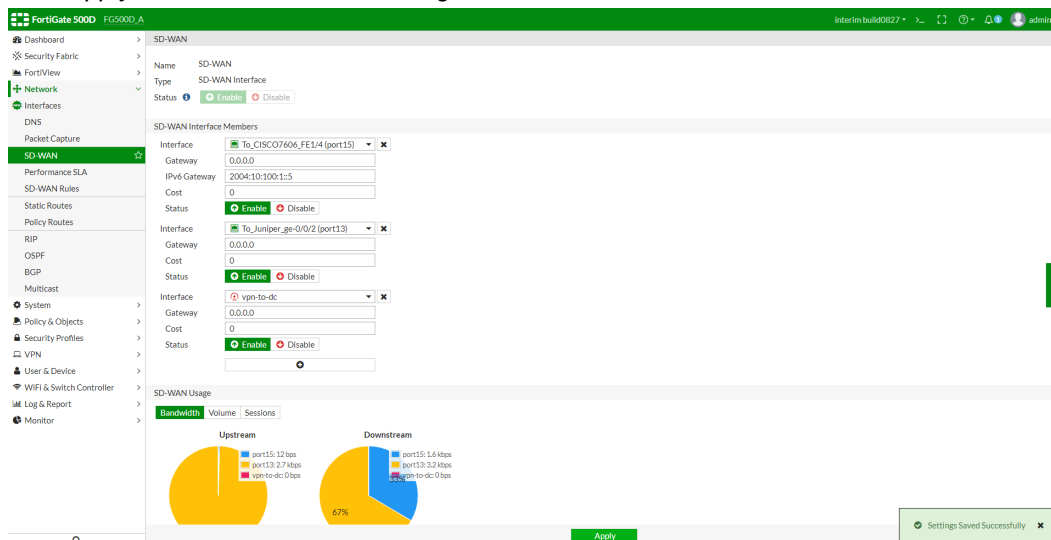 FortiGate 500D FG500D_A
interim build0827
>_
admin
Dashboard
Security Fabric
FortiView
Network
Interfaces
DNS
Packet Capture
SD-WAN
Performance SLA
SD-WAN Rules
Static Routes
Policy Routes
RIP
OSPF
BGP
Multicast
System
Policy & Objects
Security Profiles
VPN
User & Device
WiFi & Switch Controller
Log & Report
Monitor
SD-WAN
Name SD-WAN
Type SD-WAN Interface
Status Enable Disable
SD-WAN Interface Members
Interface To_CISCO7606_FE1/4 (port15)
Gateway 0.0.0.0
IPv6 Gateway 2004:10:100:1::5
Cost 0
Status Enable Disable
Interface To_Juniper_ge-0/0/2 (port13)
Gateway 0.0.0.0
Cost 0
Status Enable Disable
Interface vpn-to-dc
Gateway 0.0.0.0
Cost 0
Status Enable Disable
SD-WAN Usage
Bandwidth Volume Sessions
Upstream
port15: 12 bps
port13: 2.7 kbps
vpn-to-dc: 0 bps
Downstream
port15: 1.6 kbps
port13: 3.2 kbps
vpn-to-dc: 0 bps
33%
67%
Apply
Settings Saved Successfully